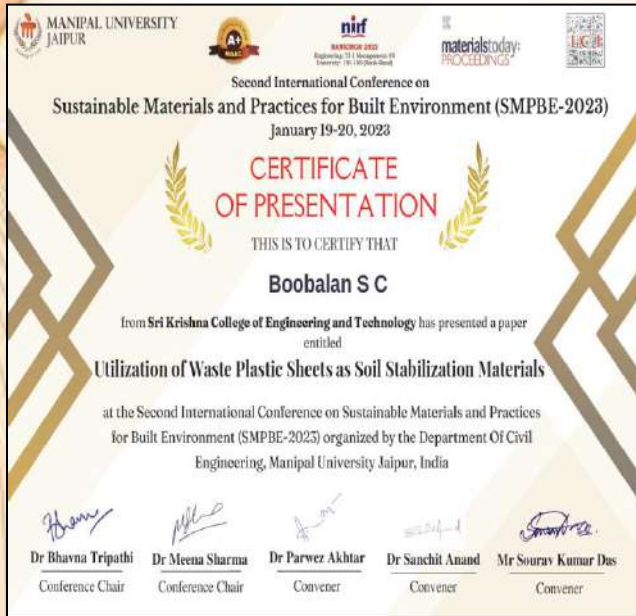 MANIPAL UNIVERSITY
JAIPUR
A+
NAAC
nirf
RANKINGS 2022
materialstoday:
PROCEEDINGS
Second International Conference on
Sustainable Materials and Practices for Built Environment (SMPBE-2023)
January 19-20, 2023
CERTIFICATE
OF PRESENTATION
THIS IS TO CERTIFY THAT
Boobalan S C
from Sri Krishna College of Engineering and Technology has presented a paper
entitled
Utilization of Waste Plastic Sheets as Soil Stabilization Materials
at the Second International Conference on Sustainable Materials and Practices
for Built Environment (SMPBE-2023) organized by the Department Of Civil
Engineering, Manipal University Jaipur, India
Dr Bhavna Tripathi
Conference Chair
Dr Meena Sharma
Conference Chair
Dr Parwez Akhtar
Convener
Dr Sanchit Anand
Convener
Mr Sourav Kumar Das
Convener